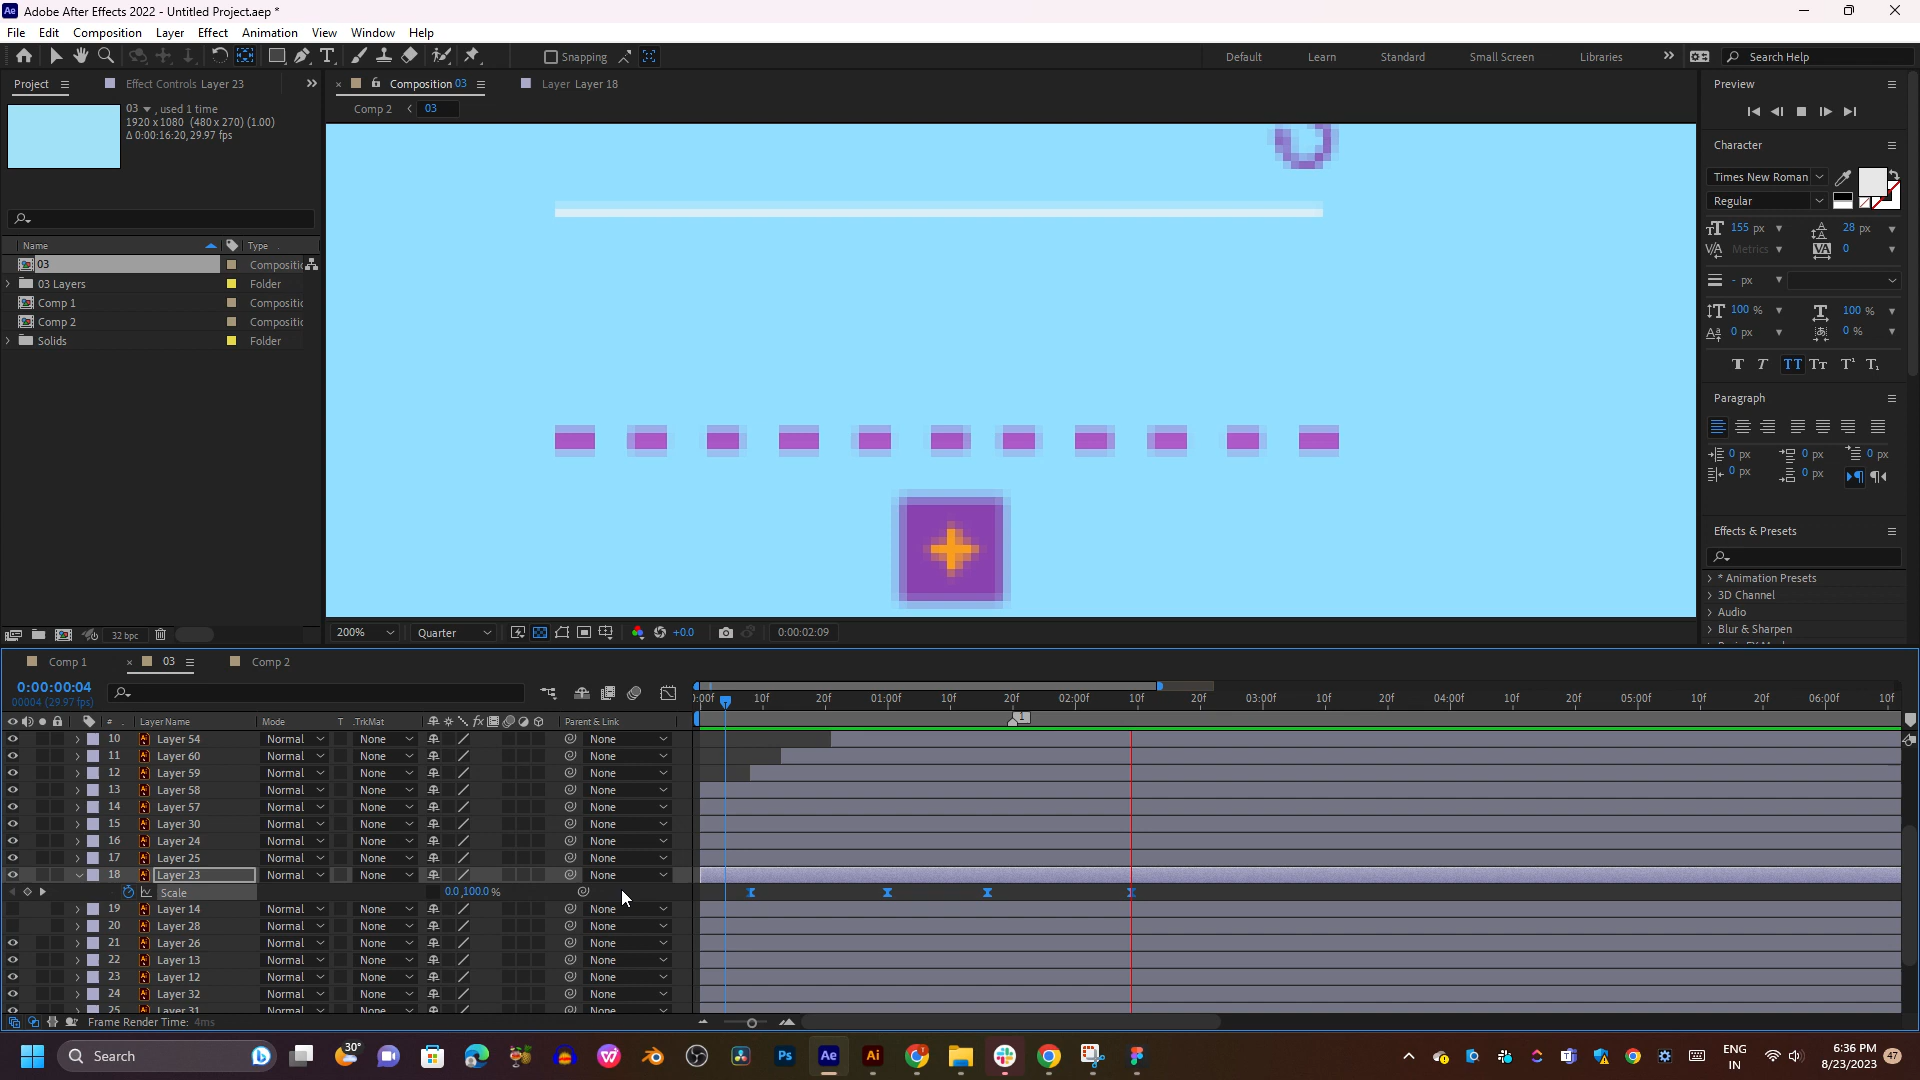 Adobe After Effects 2022 - Untitled Project.aep *
File Edit Composition Layer Effect Animation View Window Help
Snapping Default Learn Standard Small Screen Libraries Search Help
Project Effect Controls Layer 23
03 , used 1 time
1920 x 1080 (480 x 270) (1.00)
Δ 0:00:16:20, 29.97 fps
Name Type
03 Compositic
03 Layers Folder
Comp 1 Compositic
Comp 2 Compositic
Solids Folder
32 bpc
Composition 03 Layer Layer 18
Comp 2 03
200% Quarter +0.0 0:00:02:09
Preview
Character
Times New Roman
Regular
155 px 28 px
Metrics 0
- px
100 % 100 %
0 px 0 %
Paragraph
0 px 0 px 0 px
0 px 0 px
Effects & Presets
* Animation Presets
3D Channel
Audio
Blur & Sharpen
Comp 1 03 Comp 2
0:00:00:04
00004 (29.97 fps)
# Layer Name Mode T .TrkMat Parent & Link
):00f 10f 20f 01:00f 10f 20f 02:00f 10f 20f 03:00f 10f 20f 04:00f 10f 20f 05:00f 10f 20f 06:00f 10f
1
10 Layer 54 Normal None None
11 Layer 60 Normal None None
12 Layer 59 Normal None None
13 Layer 58 Normal None None
14 Layer 57 Normal None None
15 Layer 30 Normal None None
16 Layer 24 Normal None None
17 Layer 25 Normal None None
18 Layer 23 Normal None None
Scale 0.0, 100.0 %
19 Layer 14 Normal None None
20 Layer 28 Normal None None
21 Layer 26 Normal None None
22 Layer 13 Normal None None
23 Layer 12 Normal None None
24 Layer 32 Normal None None
25 Layer 31 Normal None None
Frame Render Time: 4ms
Search 30° ENG IN 6:36 PM 8/23/2023 47